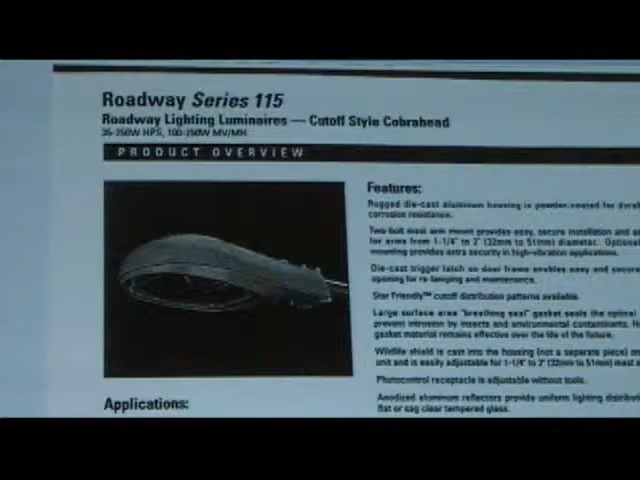 Roadway Series 115
Roadway Lighting Luminaires — Cutoff Style Cobrahead
35-250W HPS, 100-250W MV/MH
PRODUCT OVERVIEW
Features:
Rugged die-cast aluminum housing is powder-coated for
corrosion resistance.
Two-bolt mast arm mount provides easy, secure installation and
for arms from 1-1/4" to 2" (32mm to 51mm) diameter. Optional
mounting provides extra security in high-vibration applications.
Die-cast trigger latch on door frame enables easy and secure
opening for re-lamping and maintenance.
Star Friendly™ cutoff distribution patterns available.
Large surface area "breathing seal" gasket seals the optical
prevent intrusion by insects and environmental contaminants.
gasket material remains effective over the life of the fixture.
Wildlife shield is cast into the housing (not a separate piece)
unit and is easily adjustable for 1-1/4" to 2" (32mm to 51mm) mast
Photocontrol receptacle is adjustable without tools.
Anodized aluminum reflectors provide uniform lighting
flat or sag clear tempered glass.
Applications: